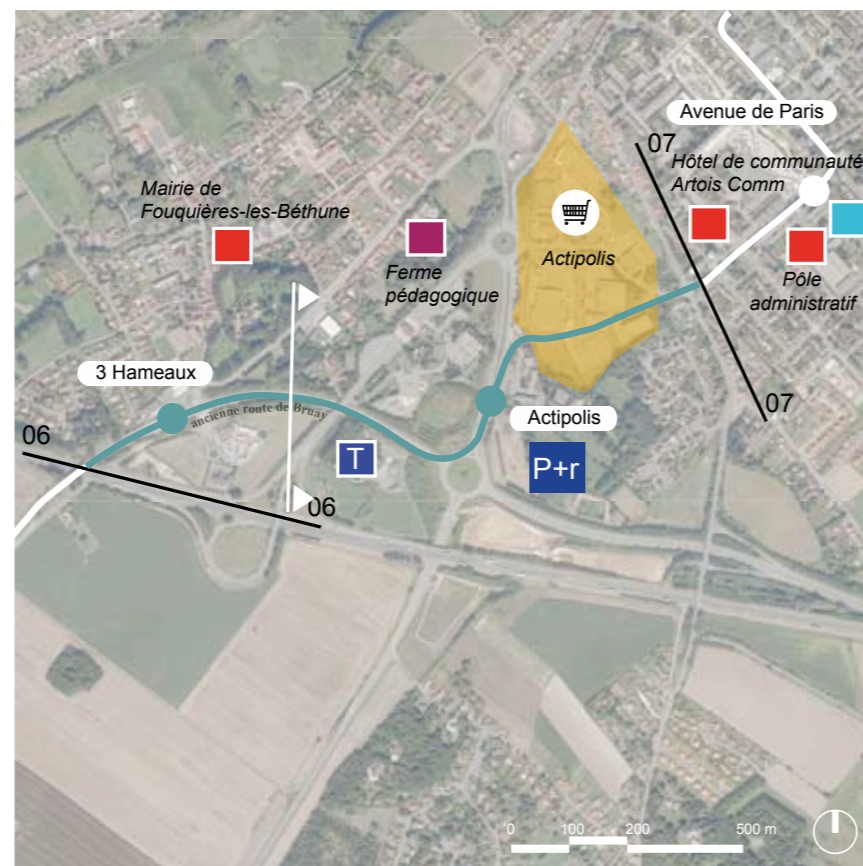 Avenue de Paris
07
Hôtel de communauté
Artois Comm
Mairie de
Fouquières-les-Béthune
Actipolis
Ferme
pédagogique
Pôle
administratif
3 Hameaux
ancienne route de Bruay
Actipolis
07
06
T
P+r
06
0 100 200 500 m